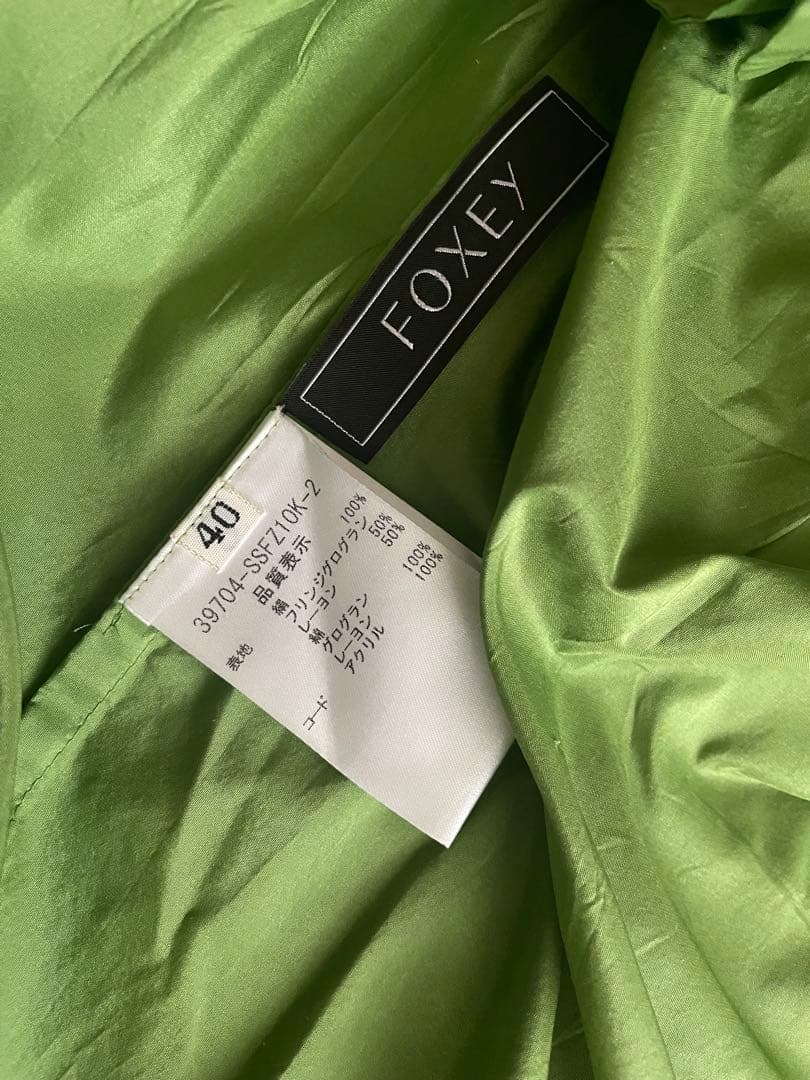 FOXEY
40
39704-SSFZ10K-2
品質表示
表地 絹 100%
フリンジグログラン
レーヨン 50%
綿 50%
グログラン
レーヨン 100%
コード アクリル 100%